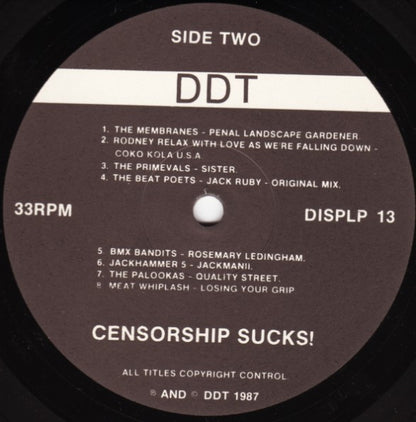 SIDE TWO
DDT
1. THE MEMBRANES - PENAL LANDSCAPE GARDENER.
2. RODNEY RELAX WITH LOVE AS WE'RE FALLING DOWN -
COKO KOLA U.S.A
3. THE PRIMEVALS - SISTER.
4. THE BEAT POETS - JACK RUBY - ORIGINAL MIX.
33RPM
DISPLP 13
5. BMX BANDITS - ROSEMARY LEDINGHAM.
6. JACKHAMMER 5 - JACKMANII.
7. THE PALOOKAS - QUALITY STREET.
8. MEAT WHIPLASH - LOSING YOUR GRIP
CENSORSHIP SUCKS!
ALL TITLES COPYRIGHT CONTROL.
℗ AND © DDT 1987